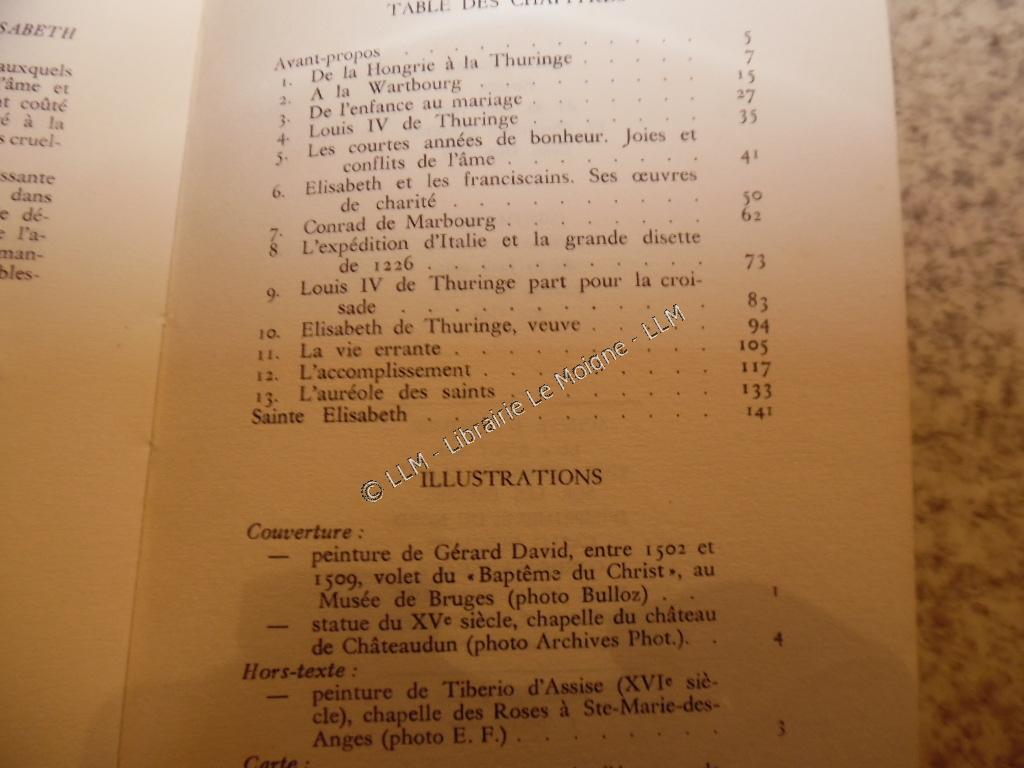 SABETH
auxquels
'âme et
nt coûté
é à la
s cruel-
ssante
dans
e dé-
e l'a-
man-
bles-
TABLE DES CHAPITRES
Avant-propos . . . . . . . . . . . 5
1. De la Hongrie à la Thuringe . . . . . 7
2. A la Wartbourg . . . . . . . . . 15
3. De l'enfance au mariage . . . . . . . 27
4. Louis IV de Thuringe . . . . . . . 35
5. Les courtes années de bonheur. Joies et
conflits de l'âme . . . . . . . . 41
6. Elisabeth et les franciscains. Ses œuvres
de charité . . . . . . . . . . 50
7. Conrad de Marbourg . . . . . . . . 62
8 L'expédition d'Italie et la grande disette
de 1226 . . . . . . . . . . . 73
9. Louis IV de Thuringe part pour la croi-
sade . . . . . . . . . . . . 83
10. Elisabeth de Thuringe, veuve . . . . . 94
11. La vie errante . . . . . . . . . . 105
12. L'accomplissement . . . . . . . . . 117
13. L'auréole des saints . . . . . . . . 133
Sainte Elisabeth . . . . . . . . . . . 141
© LLM - Librairie Le Moigne - LLM
ILLUSTRATIONS
Couverture :
— peinture de Gérard David, entre 1502 et
1509, volet du « Baptême du Christ », au
Musée de Bruges (photo Bulloz) . . 1
— statue du XVe siècle, chapelle du château
de Châteaudun (photo Archives Phot.). . 4
Hors-texte :
— peinture de Tiberio d'Assise (XVIe siè-
cle), chapelle des Roses à Ste-Marie-des-
Anges (photo E. F.) . . . . . . . . 3
Carte :